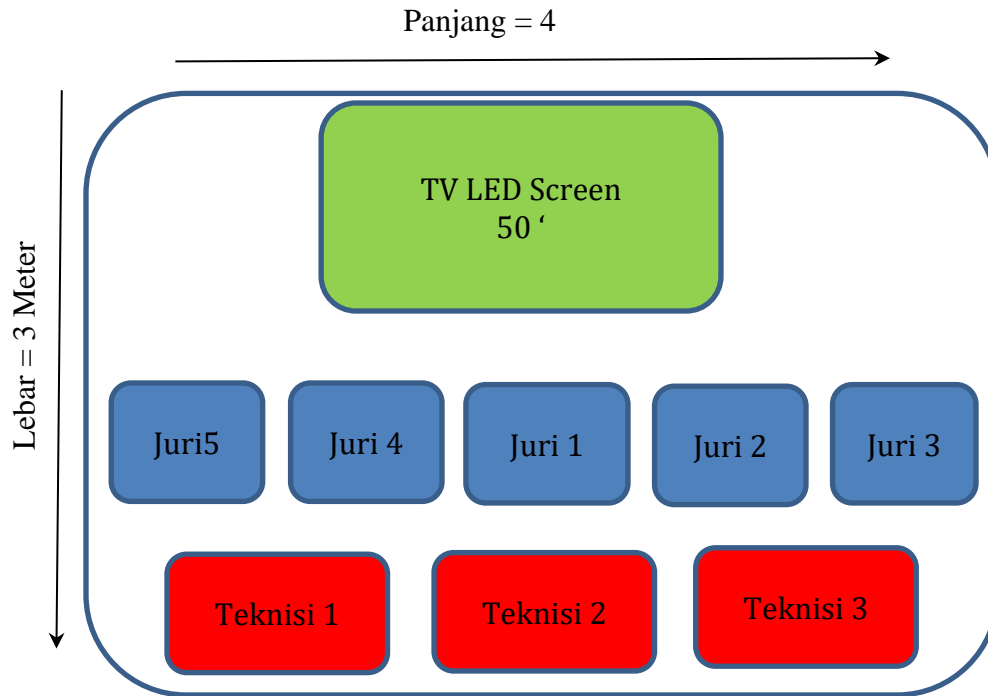 Panjang = 4
Lebar = 3 Meter
TV LED Screen
50 ‘
Juri5
Juri 4
Juri 1
Juri 2
Juri 3
Teknisi 1
Teknisi 2
Teknisi 3